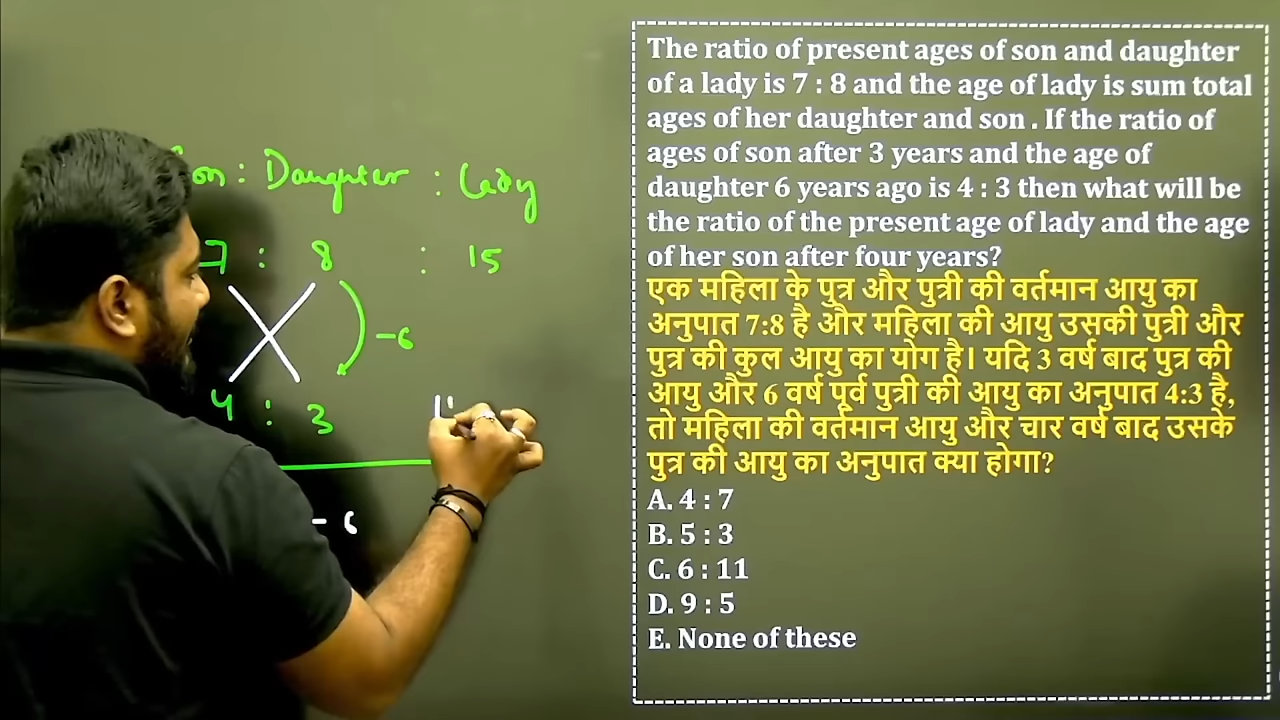 on : Daughter : Lady
7 : 8 : 15
-6
4 : 3
- 6
The ratio of present ages of son and daughter
of a lady is 7 : 8 and the age of lady is sum total
ages of her daughter and son . If the ratio of
ages of son after 3 years and the age of
daughter 6 years ago is 4 : 3 then what will be
the ratio of the present age of lady and the age
of her son after four years?
एक महिला के पुत्र और पुत्री की वर्तमान आयु का
अनुपात 7:8 है और महिला की आयु उसकी पुत्री और
पुत्र की कुल आयु का योग है। यदि 3 वर्ष बाद पुत्र की
आयु और 6 वर्ष पूर्व पुत्री की आयु का अनुपात 4:3 है,
तो महिला की वर्तमान आयु और चार वर्ष बाद उसके
पुत्र की आयु का अनुपात क्या होगा?
A. 4 : 7
B. 5 : 3
C. 6 : 11
D. 9 : 5
E. None of these